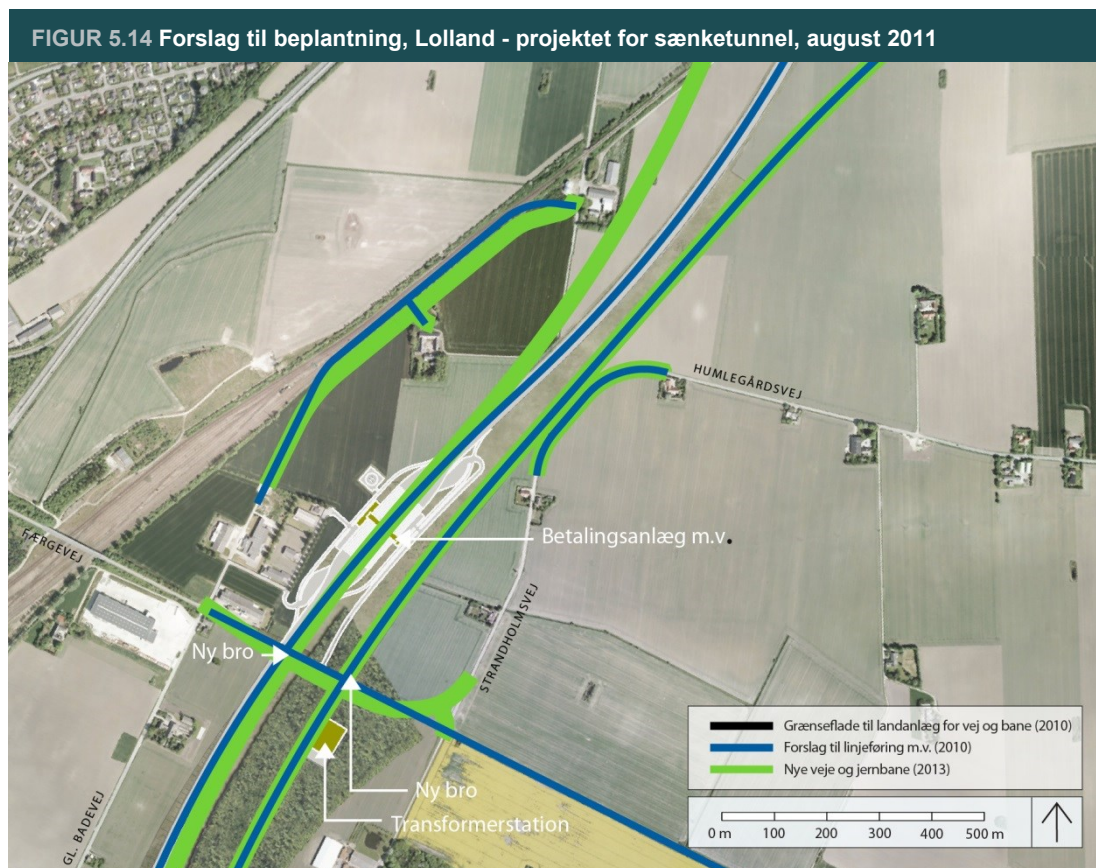 FIGUR 5.14 Forslag til beplantning, Lolland - projektet for sænketunnel, august 2011
HUMLEGÅRDSVEJ
Betalingsanlæg m.v.
FÆRGEVEJ
STRANDHOLMSVEJ
Ny bro
Ny bro
Transformerstation
GL. BADEVEJ
Grænseflade til landanlæg for vej og bane (2010)
Forslag til linjeføring m.v. (2010)
Nye veje og jernbane (2013)
0 m 100 200 300 400 500 m